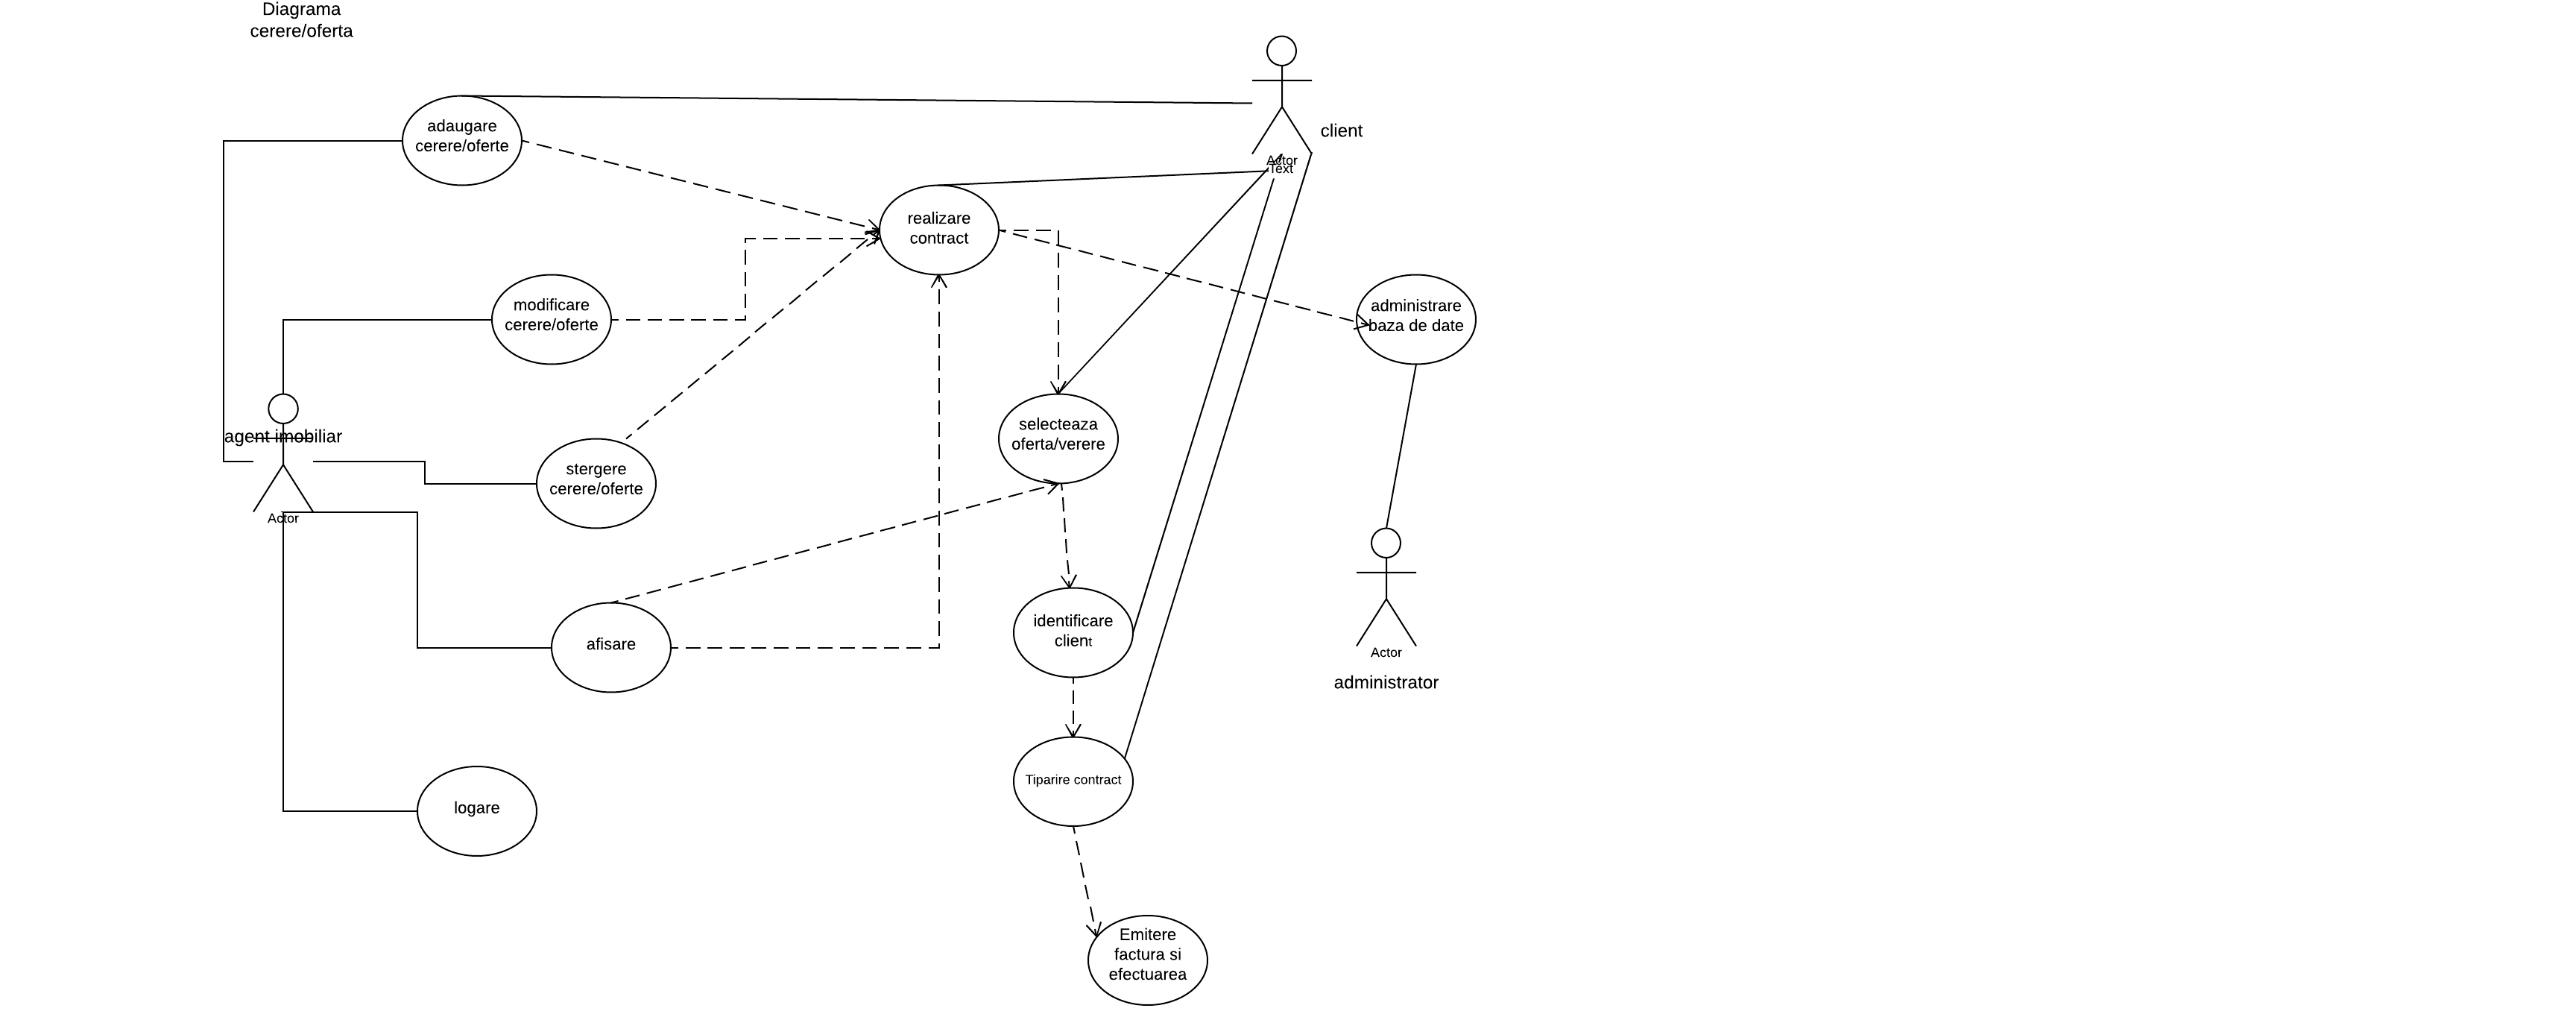 Diagrama
cerere/oferta
client
Actor
Text
adaugare
cerere/oferte
realizare
contract
modificare
cerere/oferte
administrare
baza de date
agent imobiliar
Actor
selecteaza
oferta/verere
stergere
cerere/oferte
identificare
client
afisare
Actor
administrator
Tiparire contract
logare
Emitere
factura si
efectuarea